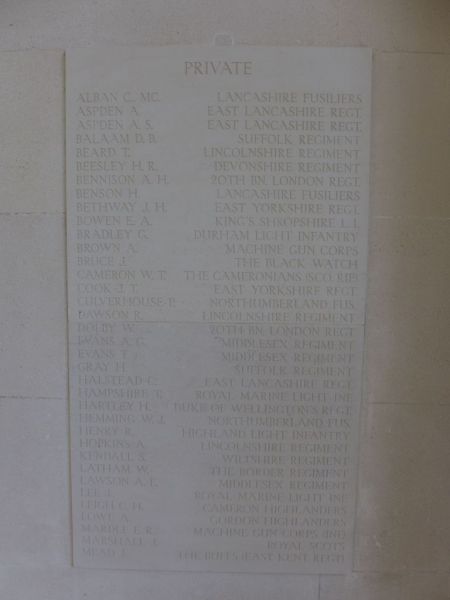 PRIVATE
ALBAN C. MC. LANCASHIRE FUSILIERS
ASPDEN A. EAST LANCASHIRE REGT.
ASPDEN A. S. EAST LANCASHIRE REGT.
BALAAM D. B. SUFFOLK REGIMENT
BEARD T. LINCOLNSHIRE REGIMENT
BEESLEY H. R. DEVONSHIRE REGIMENT
BENNISON A. H. 20TH BN. LONDON REGT.
BENSON H. LANCASHIRE FUSILIERS
BETHWAY J. H. EAST YORKSHIRE REGT.
BOWEN E. A. KING'S SHROPSHIRE L. I.
BRADLEY G. DURHAM LIGHT INFANTRY
BROWN A. MACHINE GUN CORPS
BRUCE J. THE BLACK WATCH
CAMERON W. T. THE CAMERONIANS (SCO. RIF.)
COOK J. T. EAST YORKSHIRE REGT.
CULVERHOUSE P. NORTHUMBERLAND FUS.
DAWSON R. LINCOLNSHIRE REGIMENT
DOLBY W. 20TH BN. LONDON REGT.
EVANS A. G. MIDDLESEX REGIMENT
EVANS T. MIDDLESEX REGIMENT
GRAY H. SUFFOLK REGIMENT
HALSTEAD C. EAST LANCASHIRE REGT.
HAMPSHIRE T. ROYAL MARINE LIGHT INF.
HARTLEY H. DUKE OF WELLINGTON'S REGT.
HEMMING W. J. NORTHUMBERLAND FUS.
HENRY R. HIGHLAND LIGHT INFANTRY
HOPKINS A. LINCOLNSHIRE REGIMENT
KENDALL S. WILTSHIRE REGIMENT
LATHAM W. THE BORDER REGIMENT
LAWSON A. E. MIDDLESEX REGIMENT
LEE J. ROYAL MARINE LIGHT INF.
LEIGH C. H. CAMERON HIGHLANDERS
LOWE A. GORDON HIGHLANDERS
MARDLE E. R. MACHINE GUN CORPS (INF.)
MARSHALL ROYAL SCOTS
MEAD J. THE BUFFS (EAST KENT REGT.)